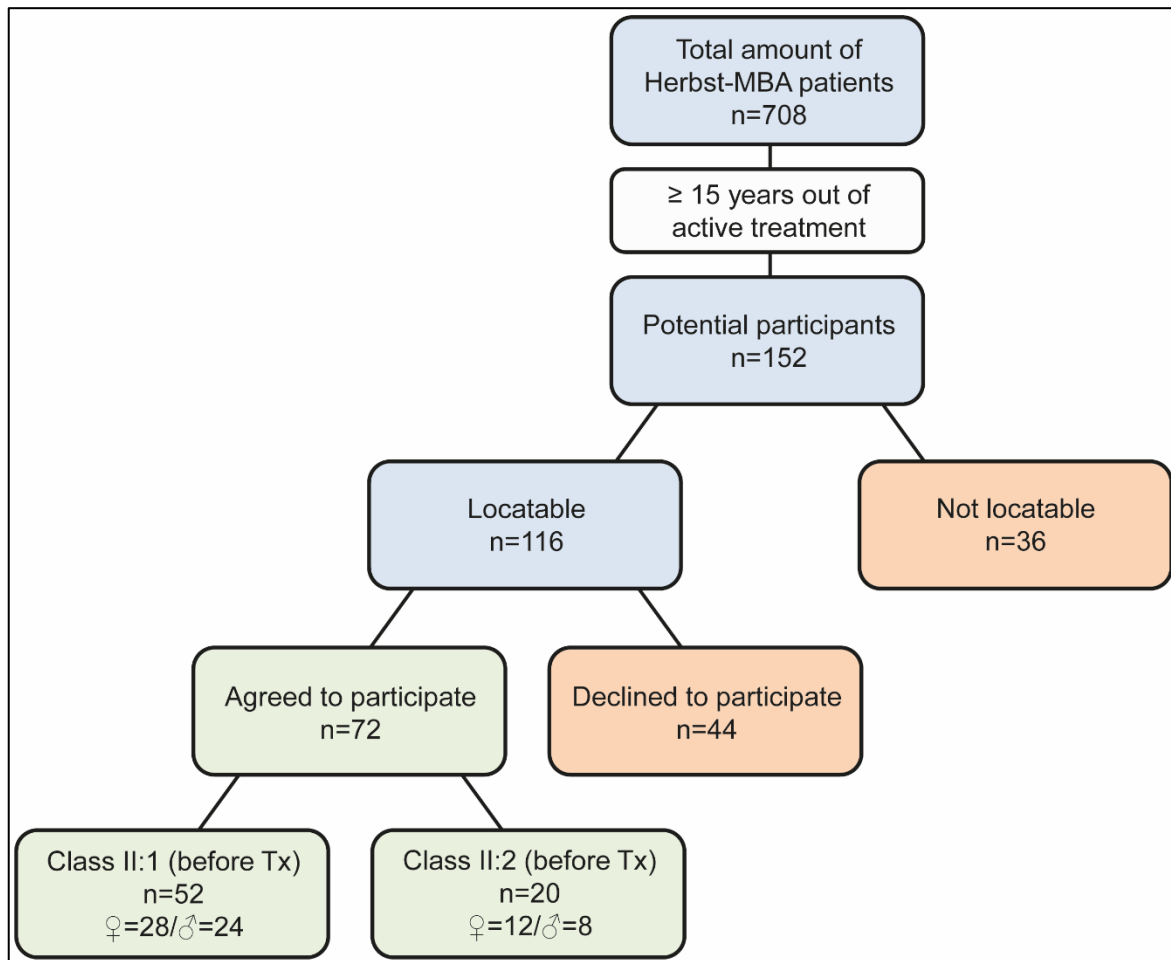 Total amount of
Herbst-MBA patients
n=708
≥ 15 years out of
active treatment
Potential participants
n=152
Locatable
n=116
Not locatable
n=36
Agreed to participate
n=72
Declined to participate
n=44
Class II:1 (before Tx)
n=52
♀=28/♂=24
Class II:2 (before Tx)
n=20
♀=12/♂=8